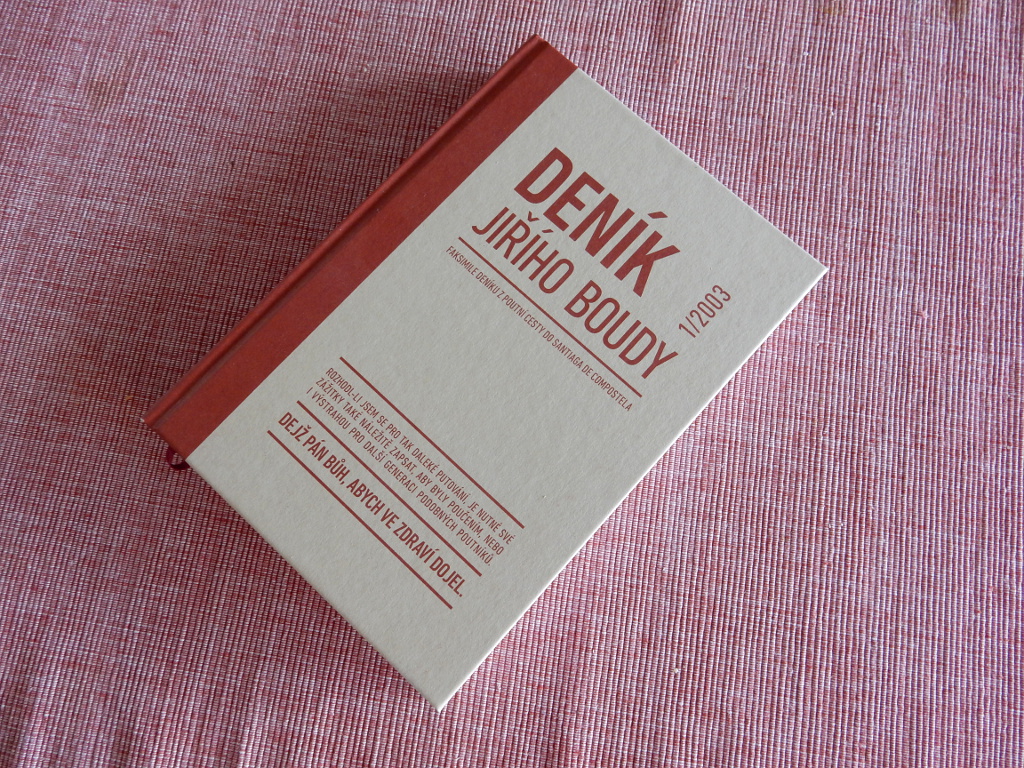 DENÍK
JIŘÍHO BOUDY
1/2003
FAKSIMILE DENÍKU Z POUTNÍ CESTY DO SANTIAGA DE COMPOSTELA
ROZHODL-LI JSEM SE PRO TAK DALEKÉ PUTOVÁNÍ, JE NUTNÉ SVÉ
ZÁŽITKY TAKÉ NÁLEŽITĚ ZAPSAT, ABY BYLY POUČENÍM, NEBO
I VÝSTRAHOU PRO DALŠÍ GENERACI PODOBNÝCH POUTNÍKŮ.
DEJŽ PÁN BŮH, ABYCH VE ZDRAVÍ DOJEL.